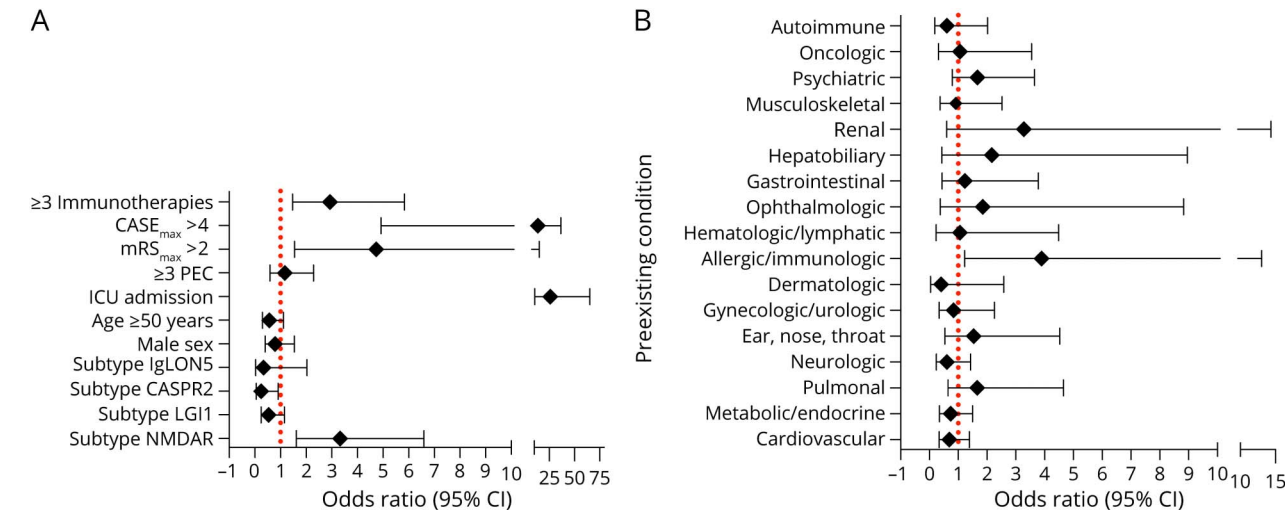 A
≥3 Immunotherapies
CASEmax >4
mRSmax >2
≥3 PEC
ICU admission
Age ≥50 years
Male sex
Subtype IgLON5
Subtype CASPR2
Subtype LGI1
Subtype NMDAR
−1 0 1 2 3 4 5 6 7 8 9 10 25 50 75
Odds ratio (95% CI)
B
Preexisting condition
Autoimmune
Oncologic
Psychiatric
Musculoskeletal
Renal
Hepatobiliary
Gastrointestinal
Ophthalmologic
Hematologic/lymphatic
Allergic/immunologic
Dermatologic
Gynecologic/urologic
Ear, nose, throat
Neurologic
Pulmonal
Metabolic/endocrine
Cardiovascular
−1 0 1 2 3 4 5 6 7 8 9 10 10 15
Odds ratio (95% CI)